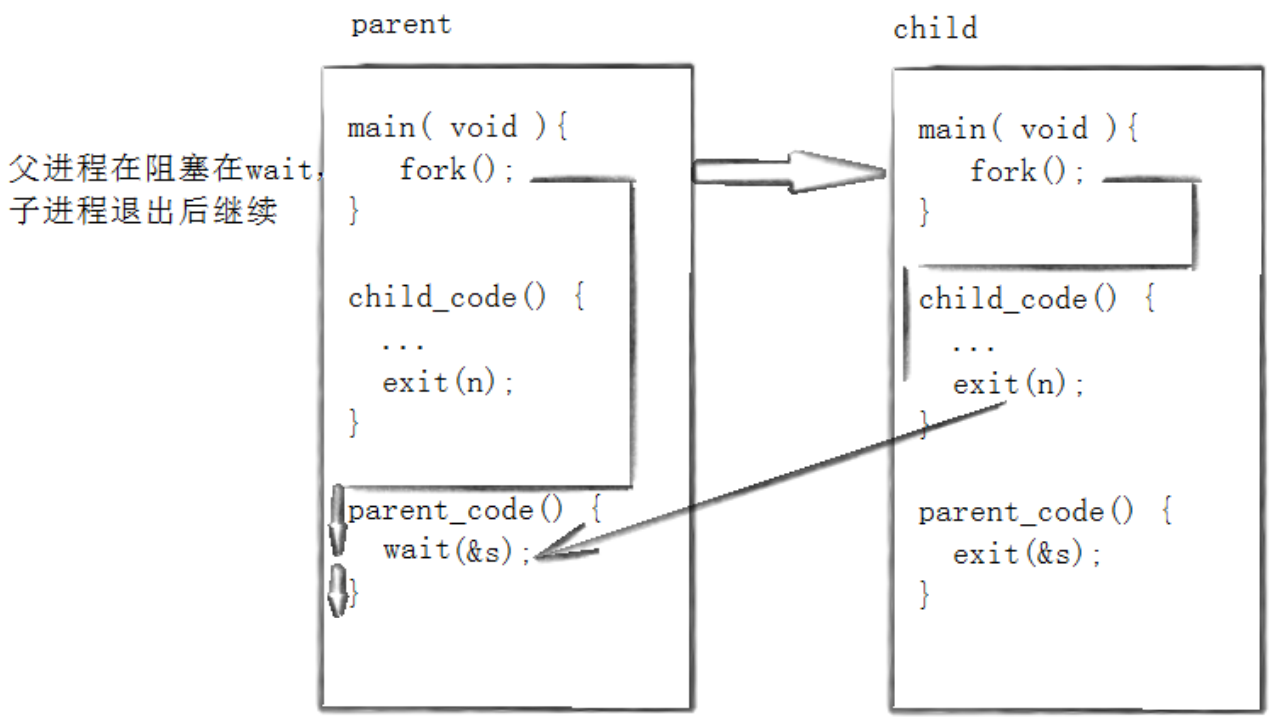 parent
main( void ){
fork();
}
child_code() {
...
exit(n);
}
parent_code() {
wait(&s);
}
父进程在阻塞在wait,
子进程退出后继续
child
main( void ){
fork();
}
child_code() {
...
exit(n);
}
parent_code() {
exit(&s);
}